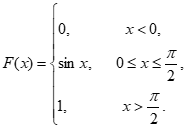 F(x) = { 0, x < 0,
sin x, 0 ≤ x ≤ π/2,
1, x > π/2.